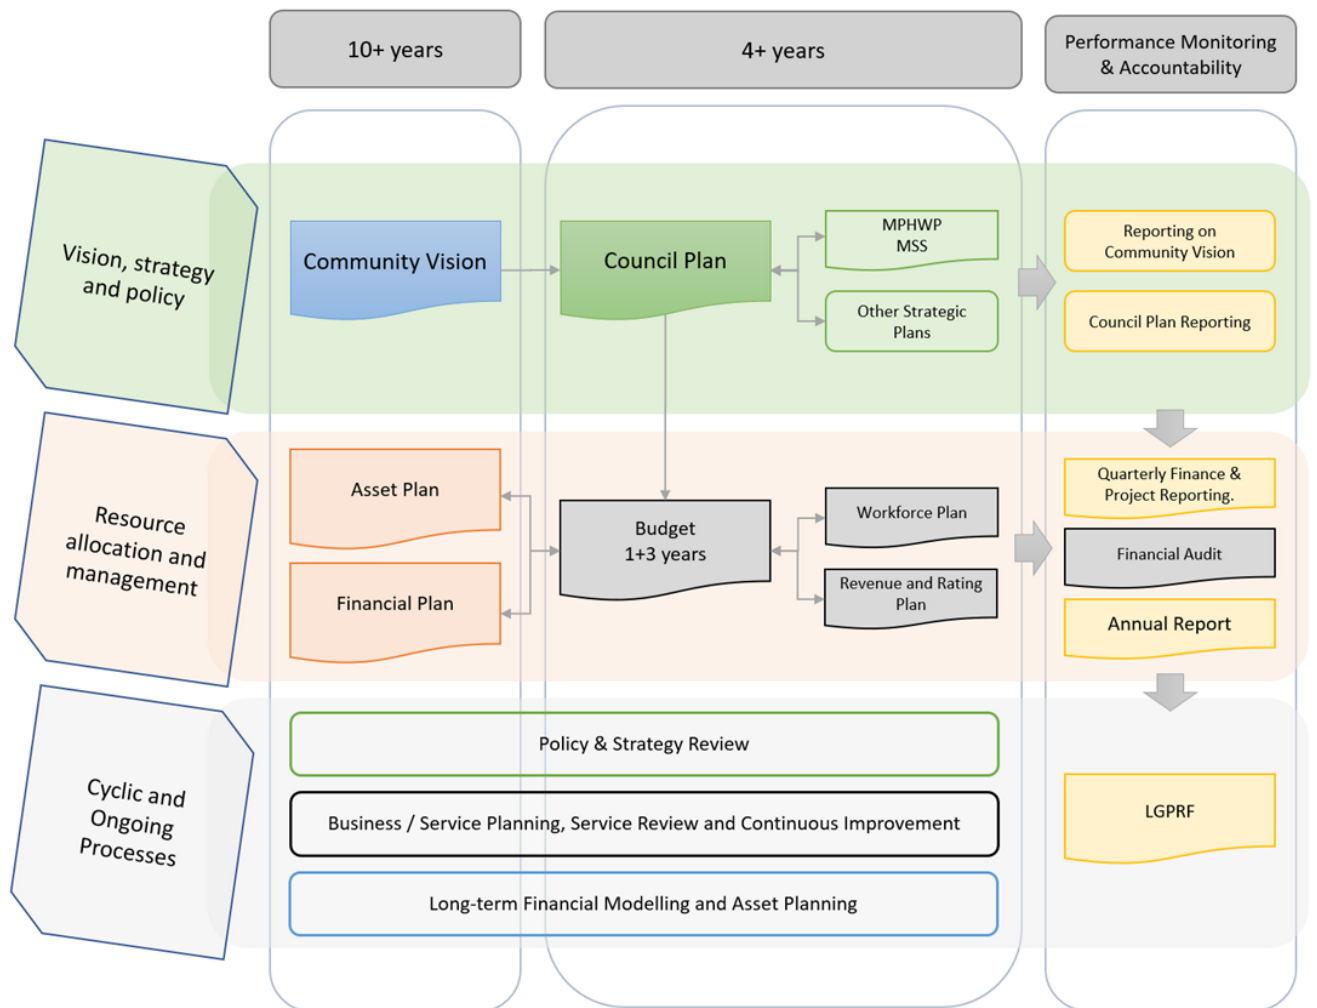 10+ years
4+ years
Performance Monitoring
& Accountability
Vision, strategy
and policy
Community Vision
Council Plan
MPHWP
MSS
Other Strategic
Plans
Reporting on
Community Vision
Council Plan Reporting
Resource
allocation and
management
Asset Plan
Financial Plan
Budget
1+3 years
Workforce Plan
Revenue and Rating
Plan
Quarterly Finance &
Project Reporting.
Financial Audit
Annual Report
Cyclic and
Ongoing
Processes
Policy & Strategy Review
Business / Service Planning, Service Review and Continuous Improvement
Long-term Financial Modelling and Asset Planning
LGPRF